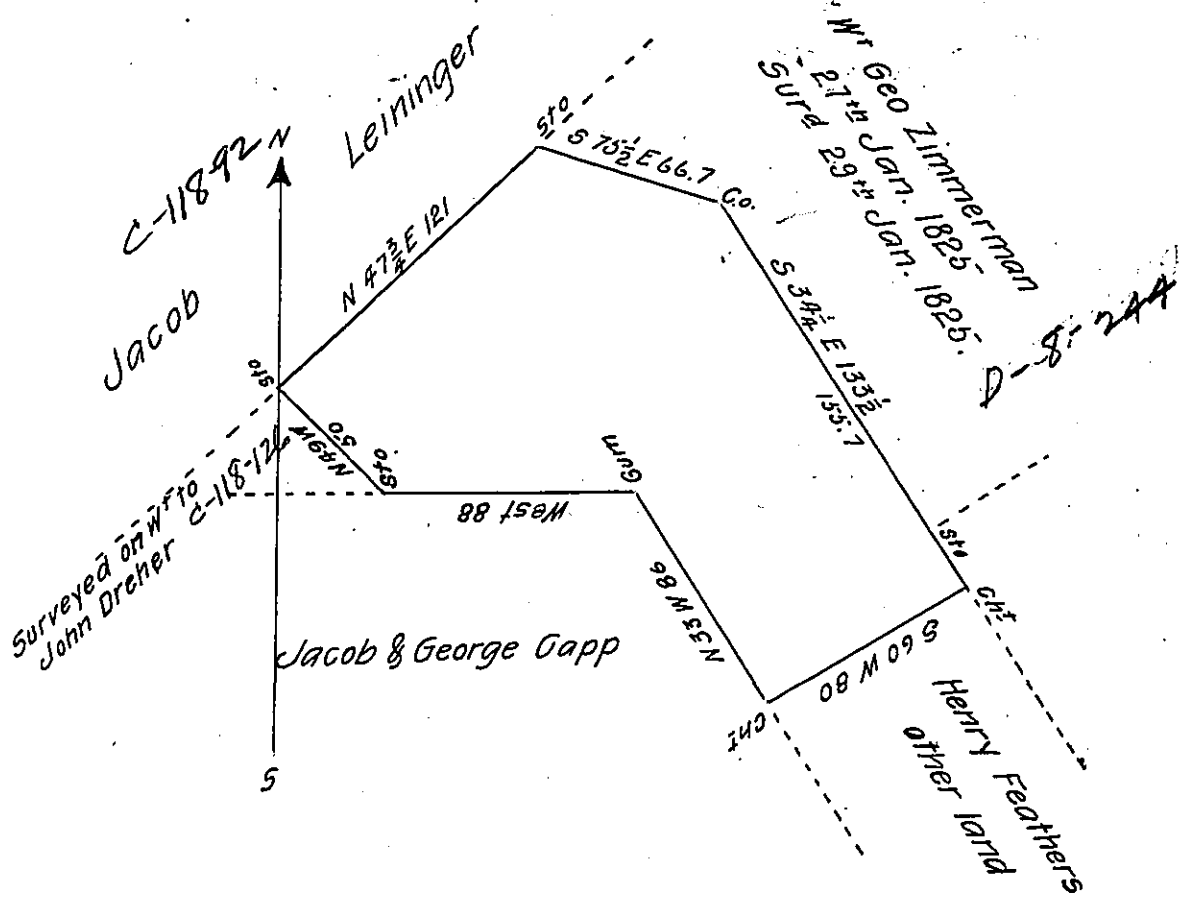 Wt Geo Zimmerman
27th Jan. 1825
Surd 29th Jan. 1825.
D-8-244
C-118-92
N
Jacob Leininger
Sto
S 75½ E 66.7
Co.
N 47¾ E 121
S 34¼ E 133½
155.7
Sto
Cht
S 60 W 80
Cht
N 33 W 86
Gum
West 88
Sto.
N 49 W
50
Sto
Surveyed on Wt to
John Dreher C-118-126
Jacob & George Gapp
Henry Feathers
other land
S